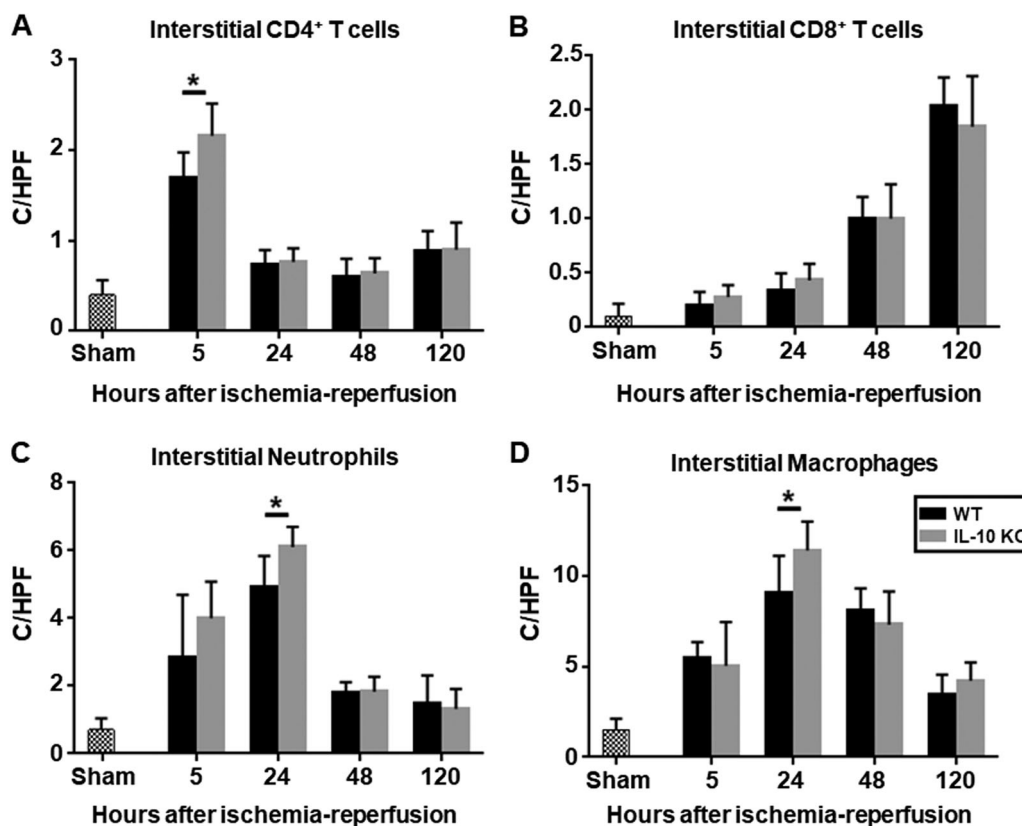 A
Interstitial CD4⁺ T cells
C/HPF
3
2
1
0
*
Sham 5 24 48 120
Hours after ischemia-reperfusion
B
Interstitial CD8⁺ T cells
C/HPF
2.5
2.0
1.5
1.0
0.5
0
Sham 5 24 48 120
Hours after ischemia-reperfusion
C
Interstitial Neutrophils
C/HPF
8
6
4
2
0
*
Sham 5 24 48 120
Hours after ischemia-reperfusion
D
Interstitial Macrophages
C/HPF
15
10
5
0
*
WT
IL-10 KO
Sham 5 24 48 120
Hours after ischemia-reperfusion